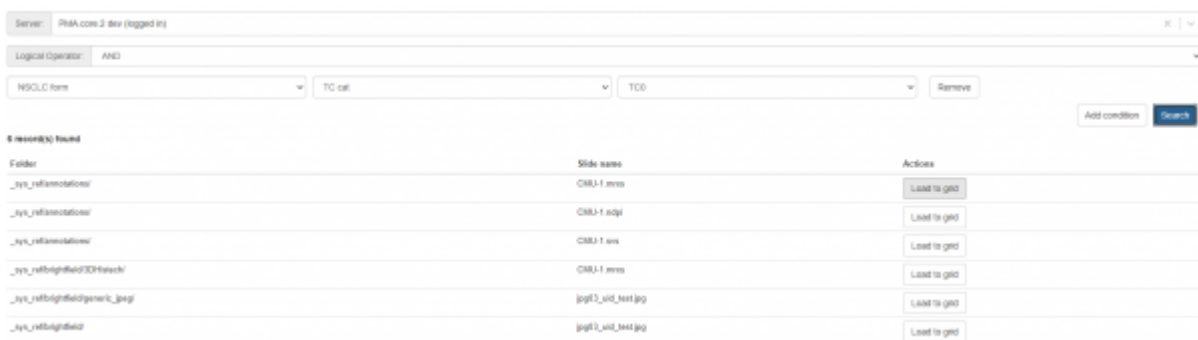 Server: PMA.core 2 dev (logged in)
Logical Operator: AND
NSCLC form TC cat TC0 Remove
Add condition Search
6 record(s) found
Folder Slide name Actions
_sys_ref/annotations/ CMU-1.mrxs Load to grid
_sys_ref/annotations/ CMU-1.ndpi Load to grid
_sys_ref/annotations/ CMU-1.svs Load to grid
_sys_ref/brightfield/3DHistech/ CMU-1.mrxs Load to grid
_sys_ref/brightfield/generic_jpeg/ Load to grid
_sys_ref/brightfield/ Load to grid